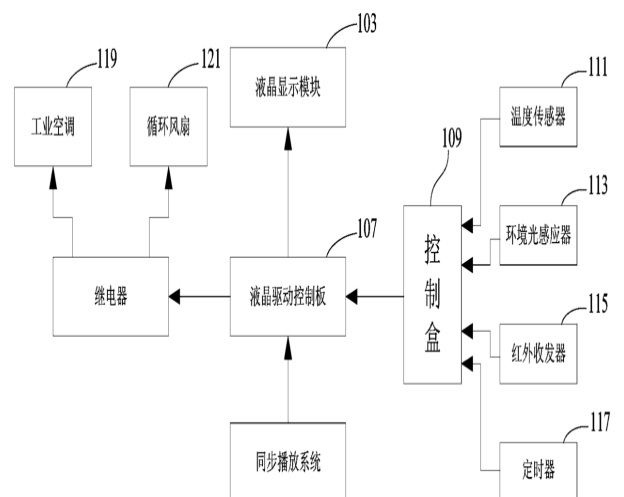 103
119
121
111
液晶显示模块
工业空调
循环风扇
温度传感器
109
113
107
控制盒
环境光感应器
继电器
液晶驱动控制板
115
红外收发器
117
同步播放系统
定时器